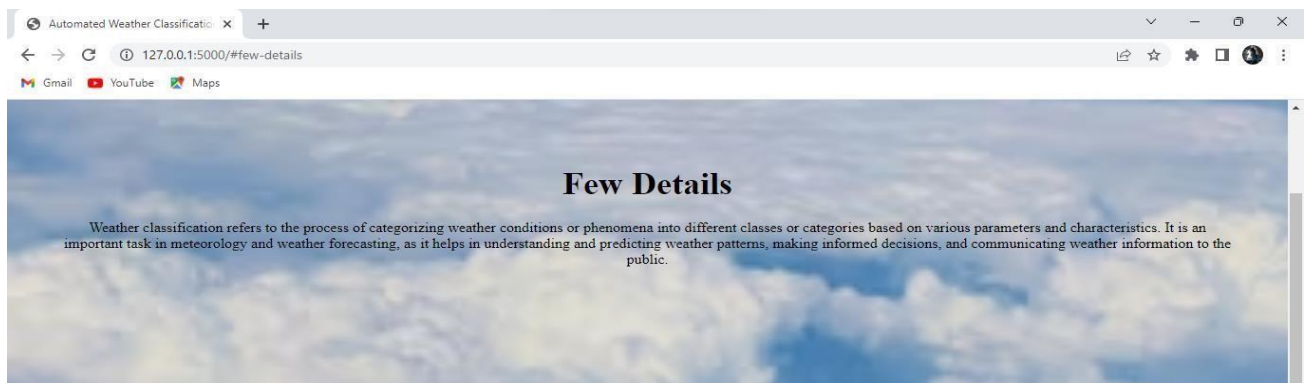 Automated Weather Classificatio
127.0.0.1:5000/#few-details
Gmail YouTube Maps
Few Details
Weather classification refers to the process of categorizing weather conditions or phenomena into different classes or categories based on various parameters and characteristics. It is an
important task in meteorology and weather forecasting, as it helps in understanding and predicting weather patterns, making informed decisions, and communicating weather information to the
public.